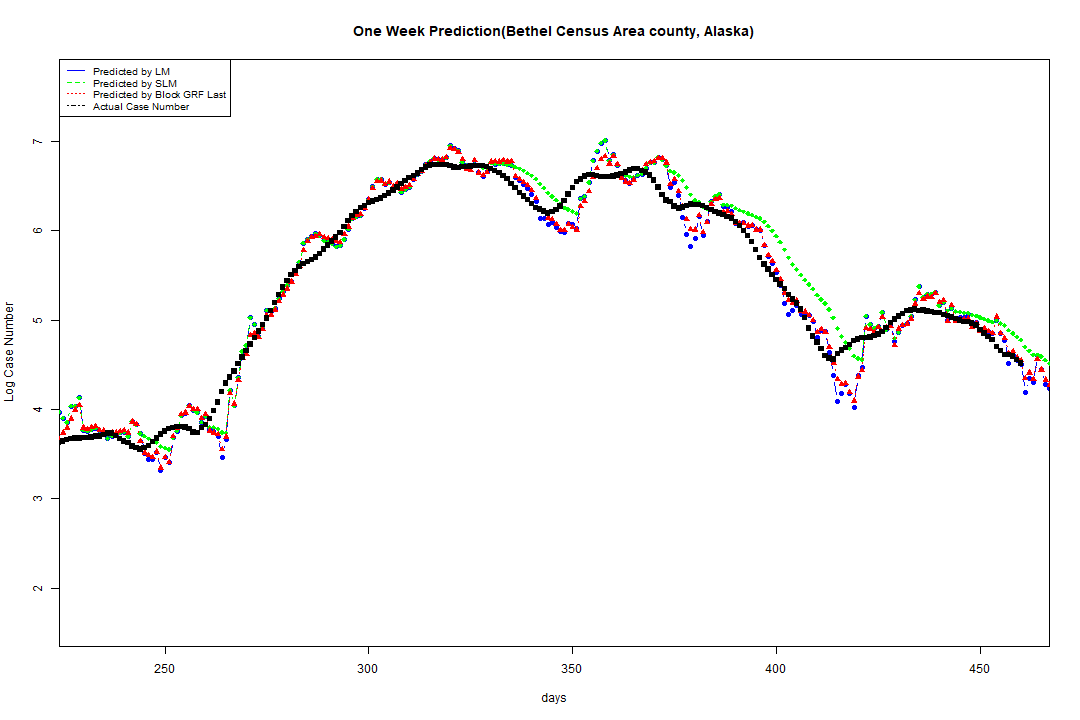 One Week Prediction(Bethel Census Area county, Alaska)
Predicted by LM
Predicted by SLM
Predicted by Block GRF Last
Actual Case Number
7
6
5
4
3
2
Log Case Number
250 300 350 400 450
days